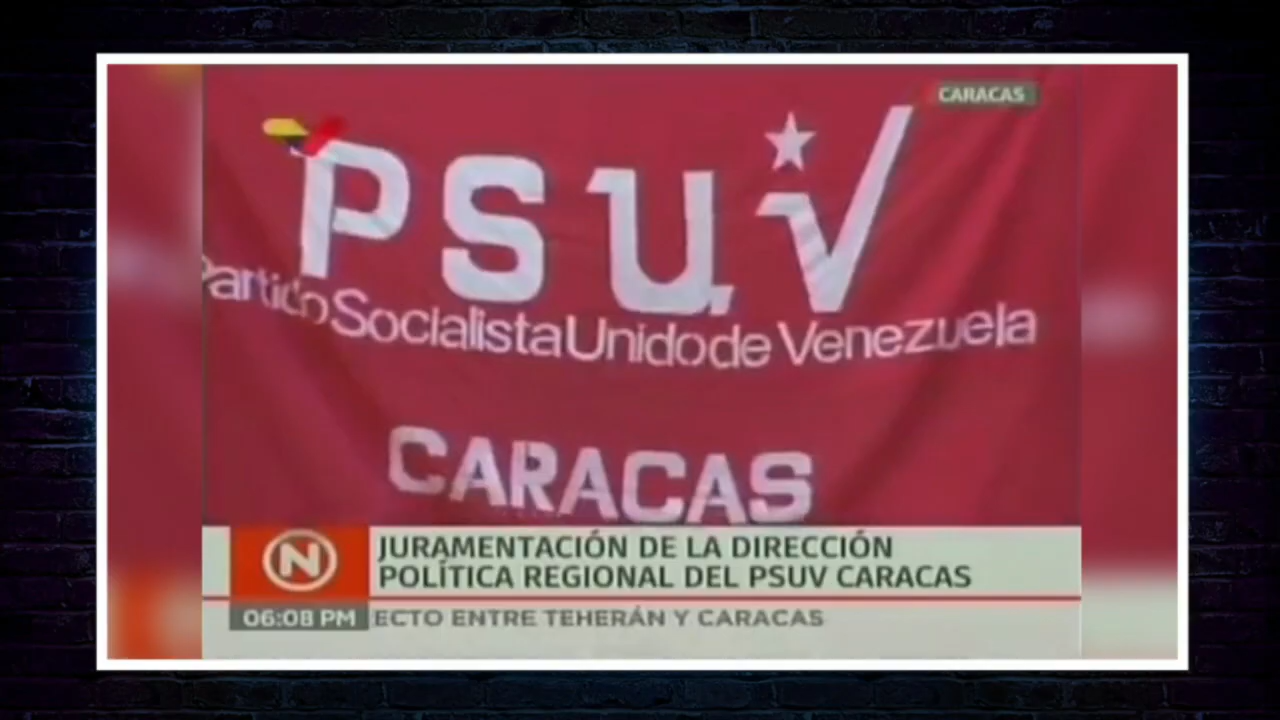 CARACAS
PSUV
Partido Socialista Unido de Venezuela
CARACAS
N
JURAMENTACIÓN DE LA DIRECCIÓN
POLÍTICA REGIONAL DEL PSUV CARACAS
06:08 PM
ECTO ENTRE TEHERÁN Y CARACAS